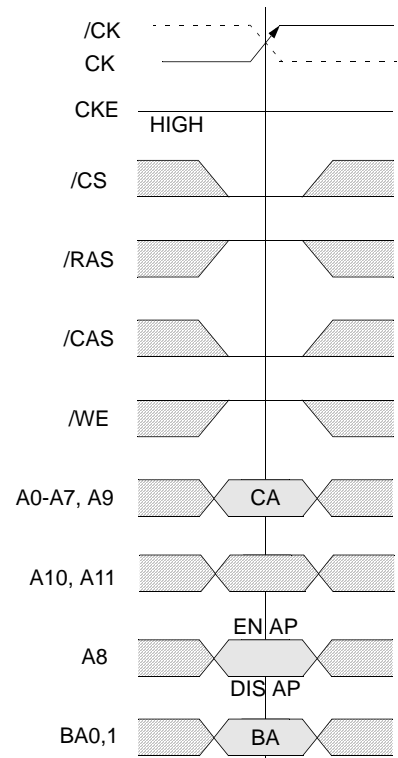 /CK
CK
CKE
HIGH
/CS
/RAS
/CAS
/WE
A0-A7, A9
CA
A10, A11
EN AP
A8
DIS AP
BA0,1
BA